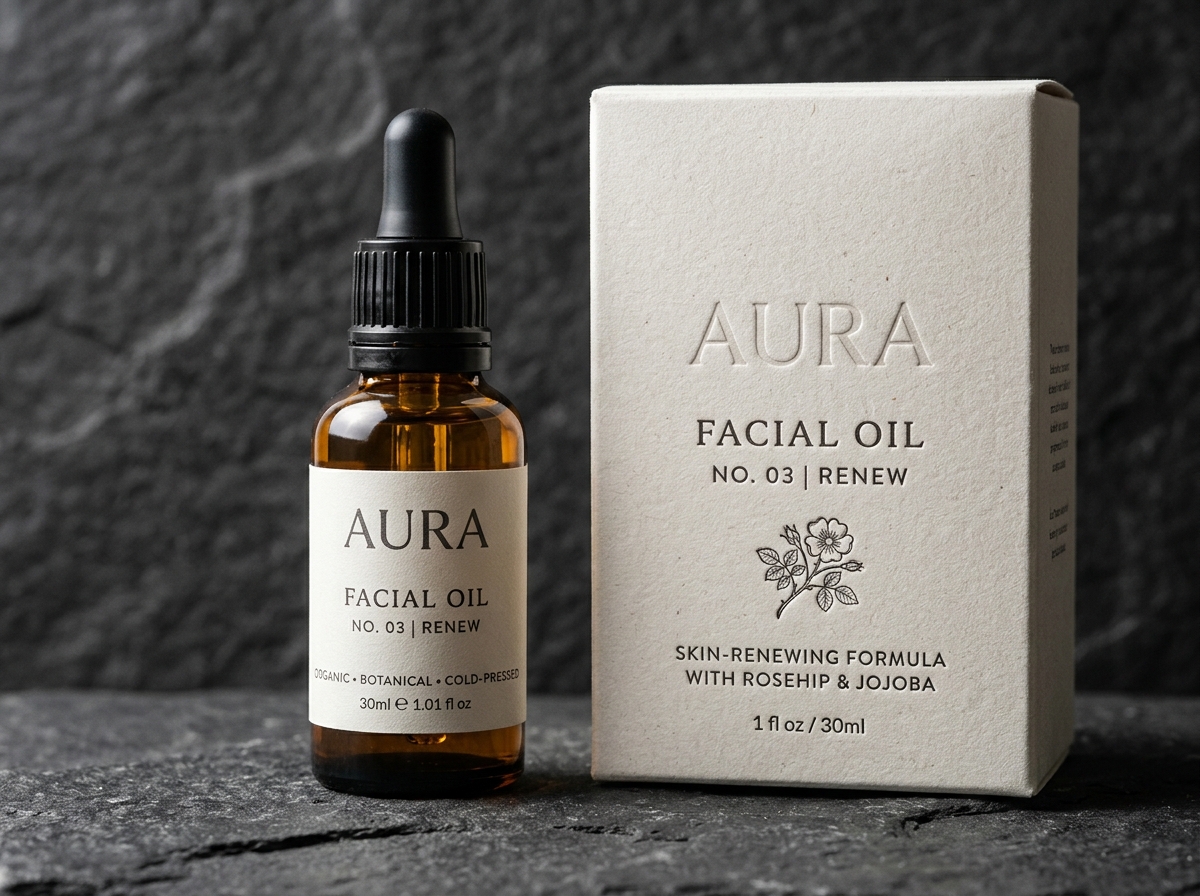 AURA
FACIAL OIL
NO. 03 | RENEW
ORGANIC • BOTANICAL • COLD-PRESSED
30ml ℮ 1.01 fl oz
AURA
FACIAL OIL
NO. 03 | RENEW
SKIN-RENEWING FORMULA
WITH ROSEHIP & JOJOBA
1 fl oz / 30ml